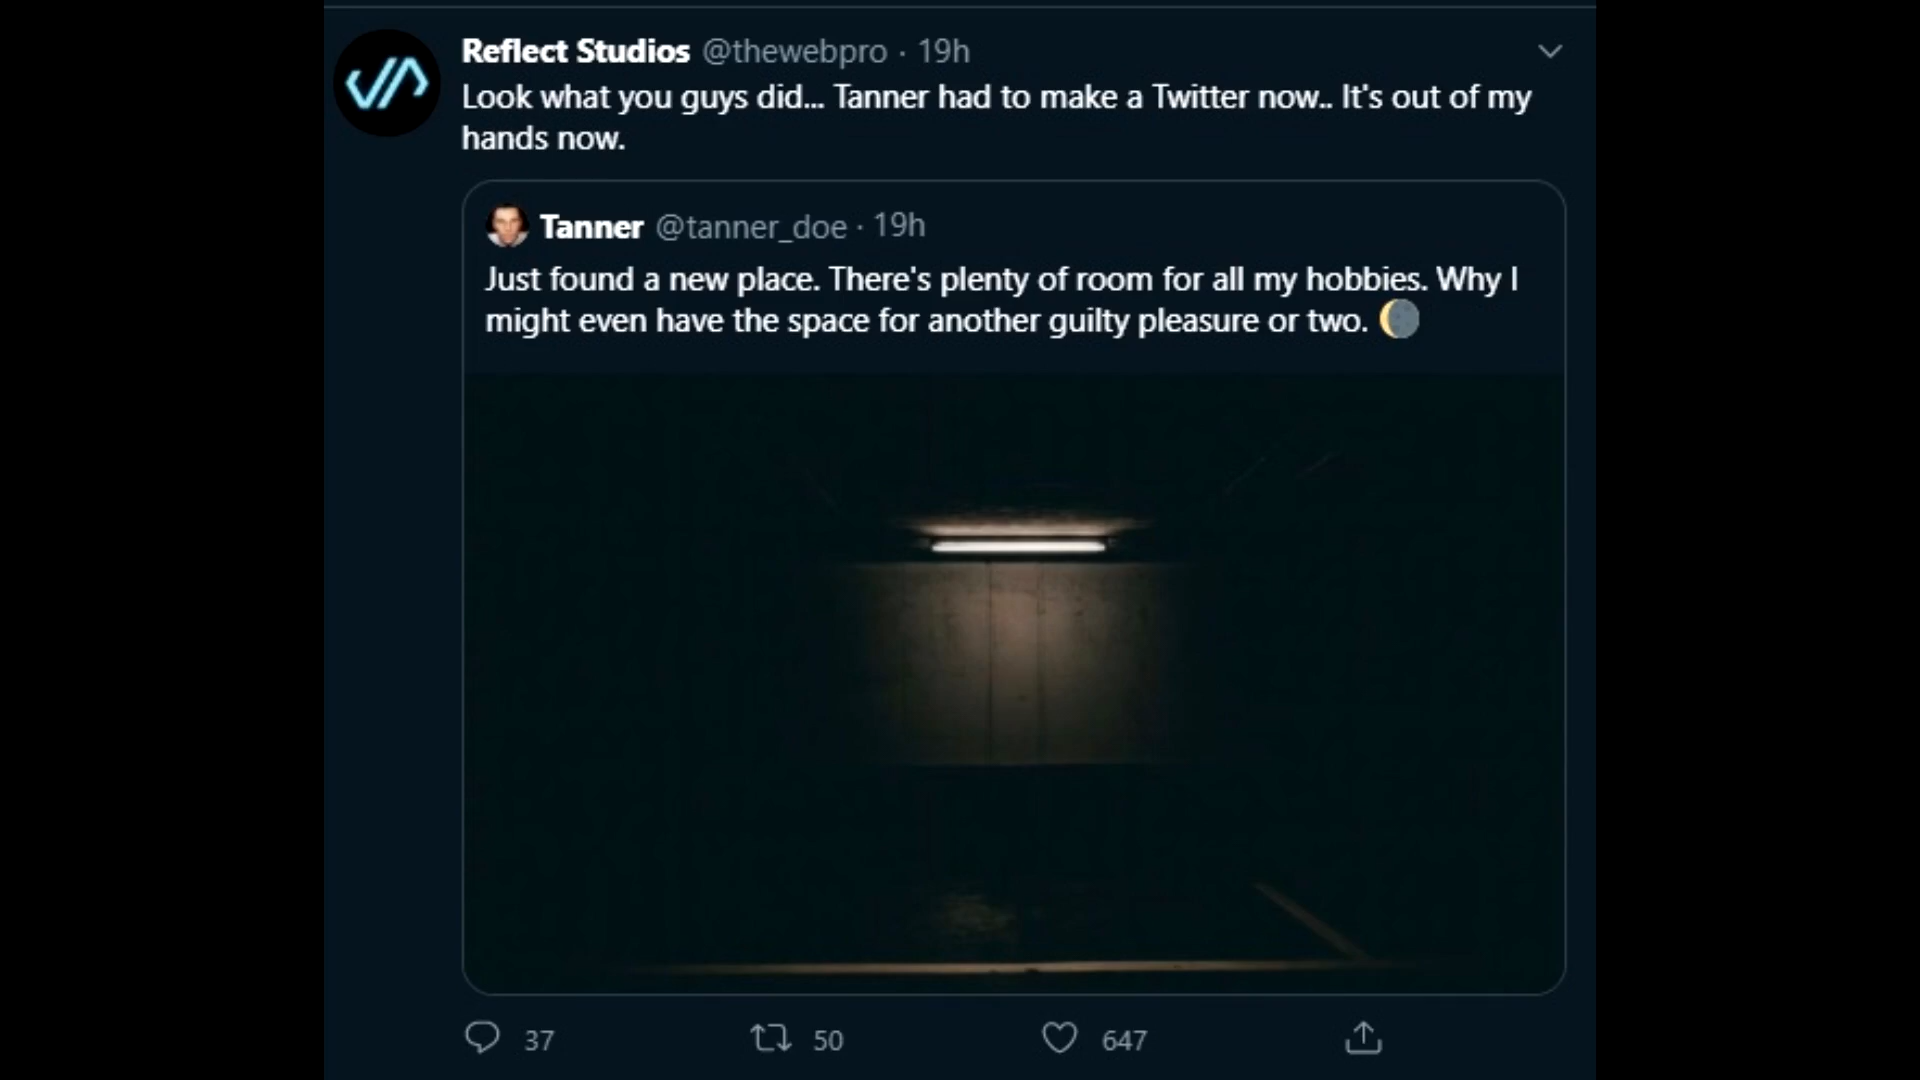 Reflect Studios @thewebpro · 19h
Look what you guys did... Tanner had to make a Twitter now.. It's out of my
hands now.
Tanner @tanner_doe · 19h
Just found a new place. There's plenty of room for all my hobbies. Why I
might even have the space for another guilty pleasure or two. 🌘
37 50 647